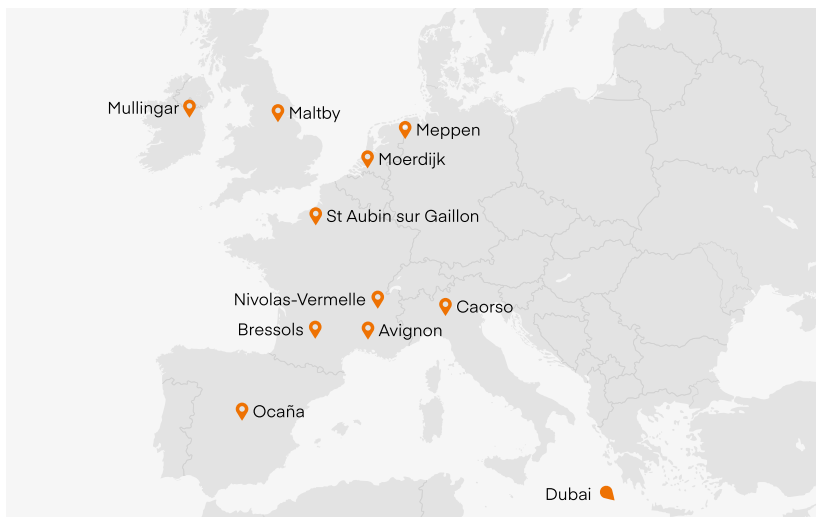 Mullingar
Maltby
Meppen
Moerdijk
St Aubin sur Gaillon
Nivolas-Vermelle
Caorso
Bressols
Avignon
Ocaña
Dubai